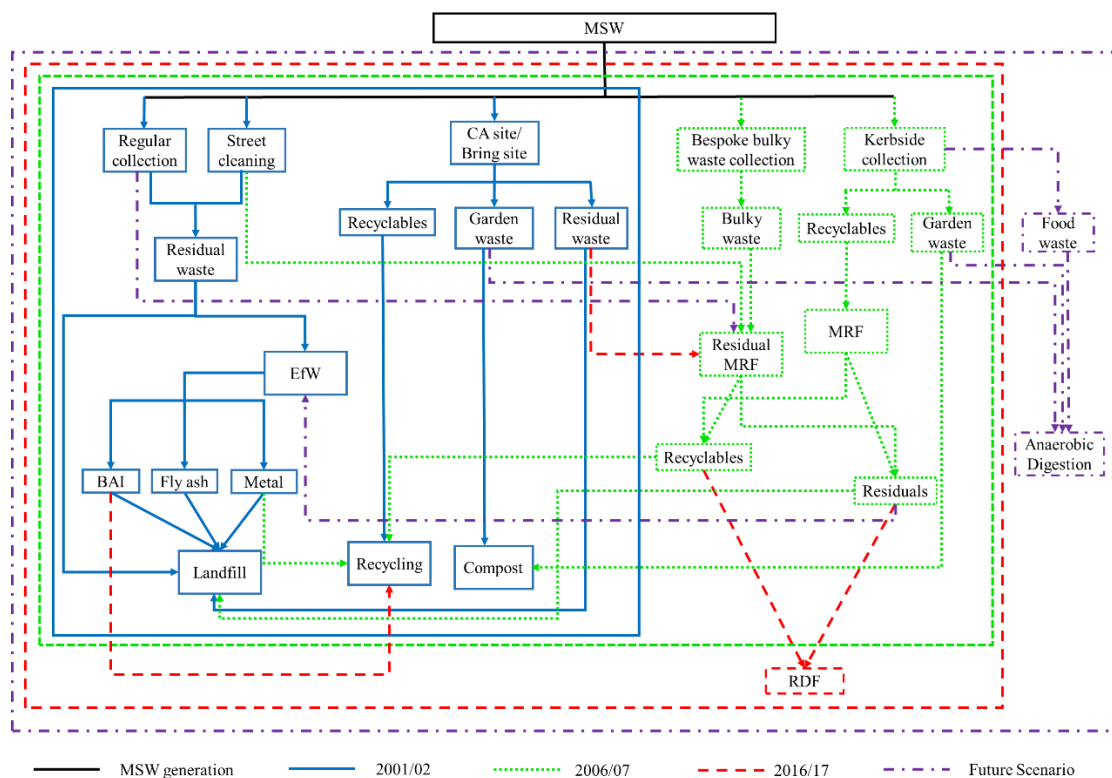 MSW
Regular
collection
Street
cleaning
CA site/
Bring site
Bespoke bulky
waste collection
Kerbside
collection
Recyclables
Garden
waste
Residual
waste
Bulky
waste
Recyclables
Garden
waste
Food
waste
Residual
waste
Residual
MRF
MRF
EfW
Recyclables
Anaerobic
Digestion
BAI
Fly ash
Metal
Residuals
Landfill
Recycling
Compost
RDF
MSW generation
2001/02
2006/07
2016/17
Future Scenario